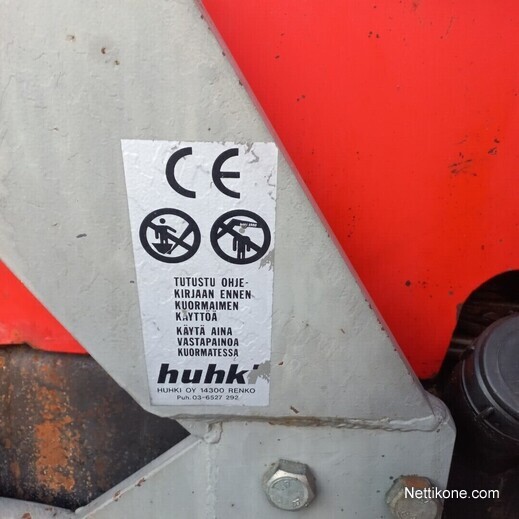 CE
TUTUSTU OHJE-
KIRJAAN ENNEN
KUORMAIMEN
KÄYTTÖÄ
KÄYTÄ AINA
VASTAPAINOA
KUORMATESSA
huhki
HUHKI OY 14300 RENKO
Puh. 03-6527 292
Nettikone.com